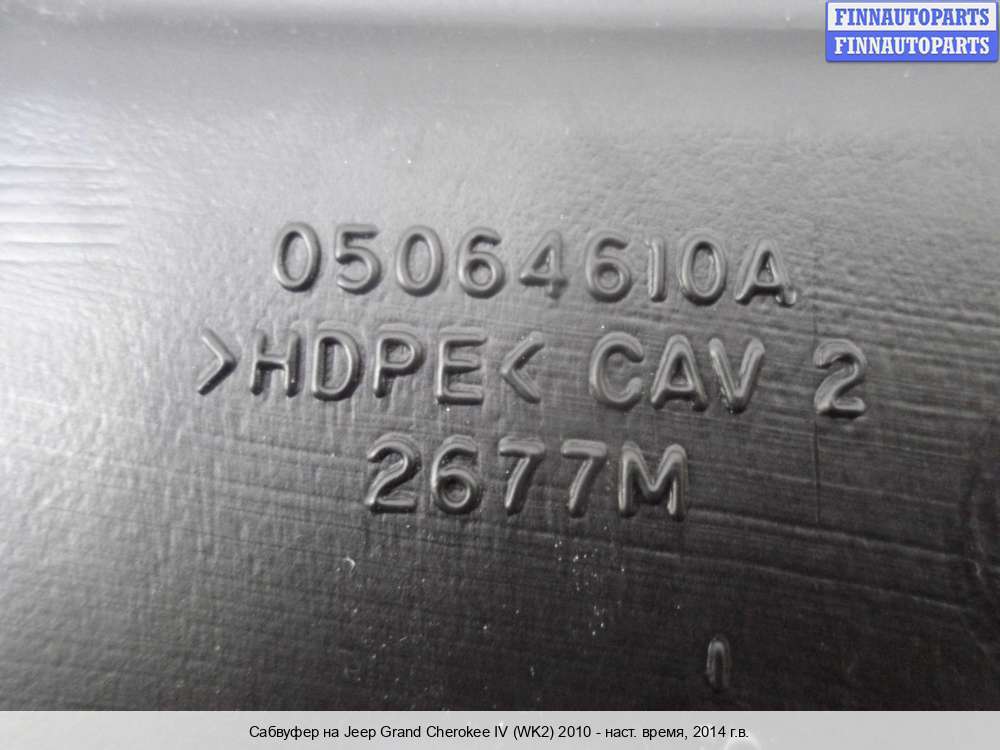 FINNAUTOPARTS
FINNAUTOPARTS
05064610A
>HDPE< CAV 2
2677M
Сабвуфер на Jeep Grand Cherokee IV (WK2) 2010 - наст. время, 2014 г.в.